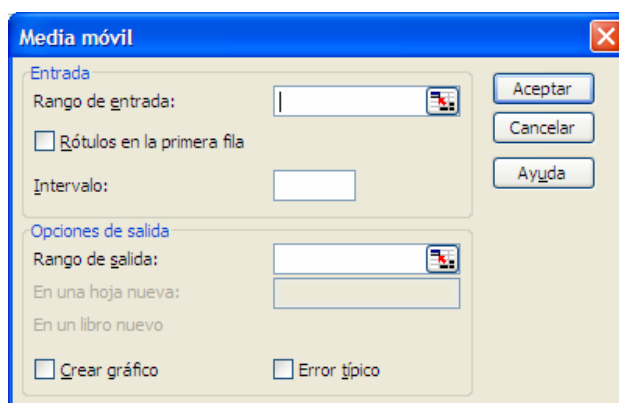 Media móvil
Entrada
Rango de entrada:
Rótulos en la primera fila
Intervalo:
Aceptar
Cancelar
Ayuda
Opciones de salida
Rango de salida:
En una hoja nueva:
En un libro nuevo
Crear gráfico
Error típico